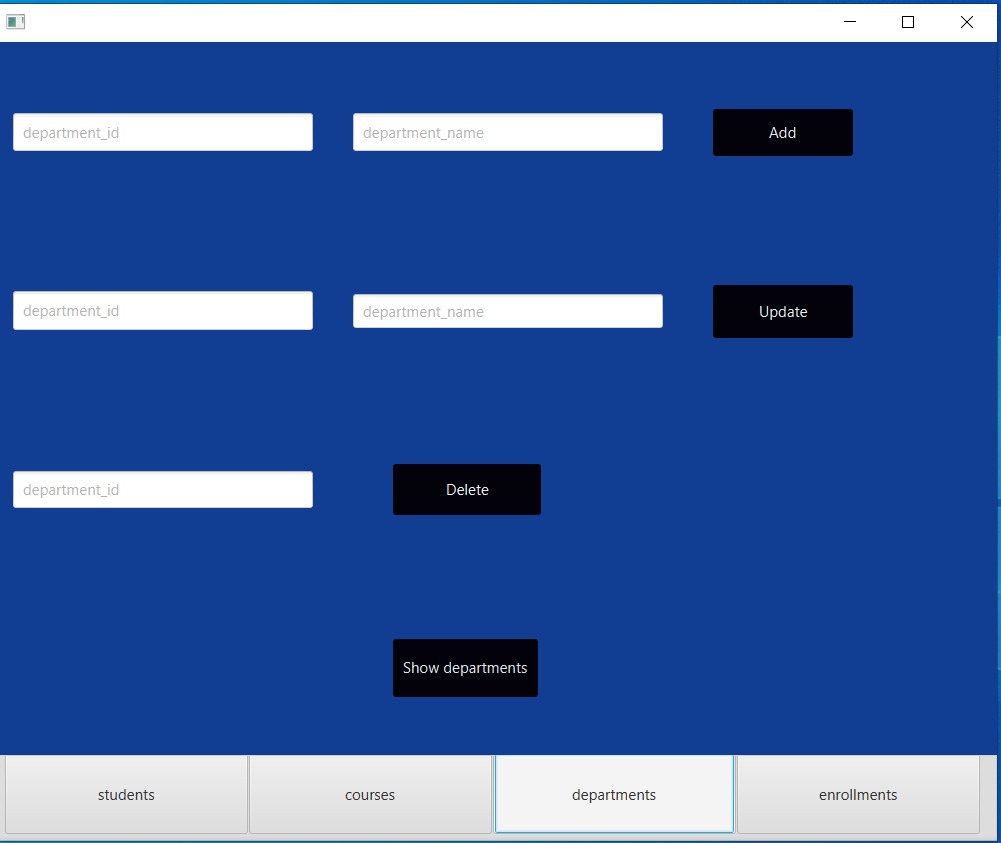 department_id department_name Add
department_id department_name Update
department_id Delete
Show departments
students courses departments enrollments